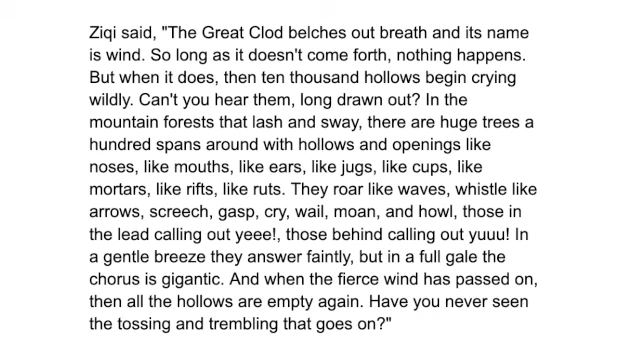 Ziqi said, "The Great Clod belches out breath and its name
is wind. So long as it doesn't come forth, nothing happens.
But when it does, then ten thousand hollows begin crying
wildly. Can't you hear them, long drawn out? In the
mountain forests that lash and sway, there are huge trees a
hundred spans around with hollows and openings like
noses, like mouths, like ears, like jugs, like cups, like
mortars, like rifts, like ruts. They roar like waves, whistle like
arrows, screech, gasp, cry, wail, moan, and howl, those in
the lead calling out yeee!, those behind calling out yuuu! In
a gentle breeze they answer faintly, but in a full gale the
chorus is gigantic. And when the fierce wind has passed on,
then all the hollows are empty again. Have you never seen
the tossing and trembling that goes on?"